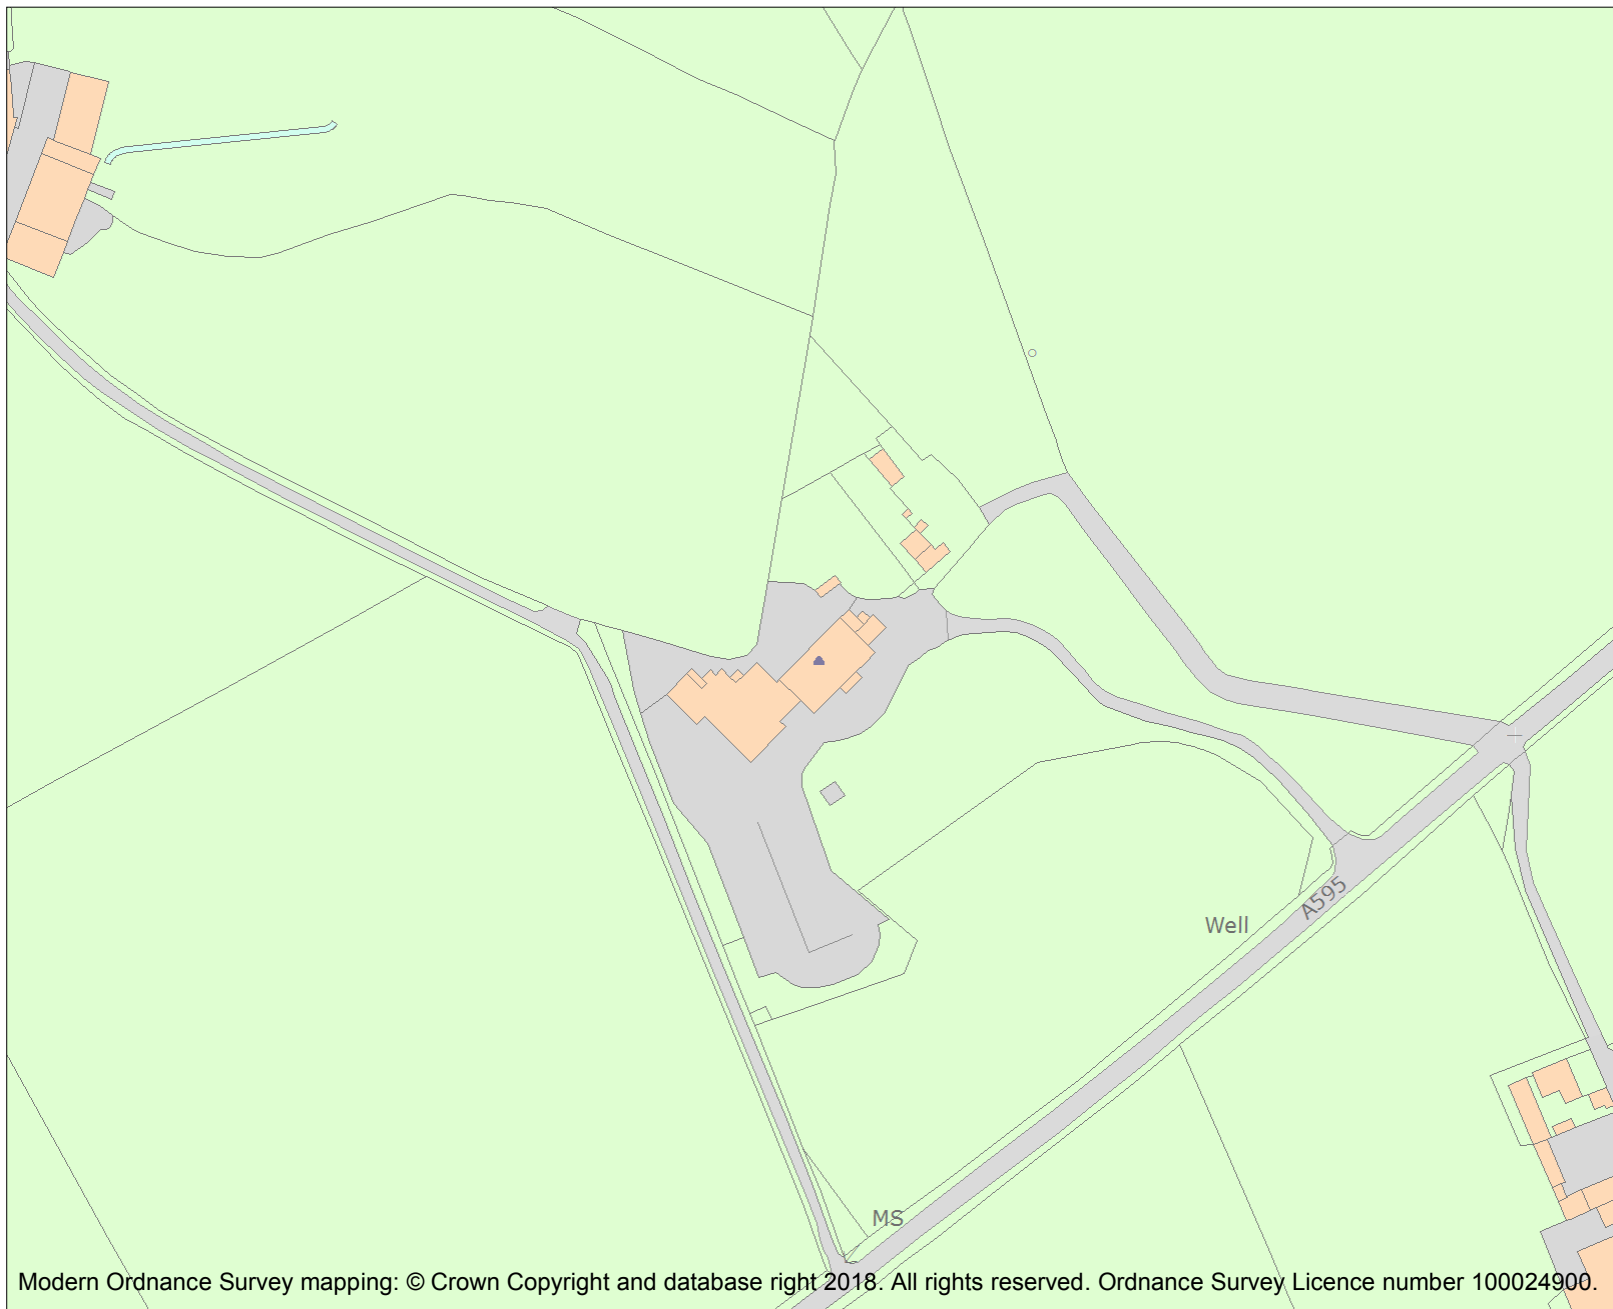 Well
A595
MS
Modern Ordnance Survey mapping: © Crown Copyright and database right 2018. All rights reserved. Ordnance Survey Licence number 100024900.